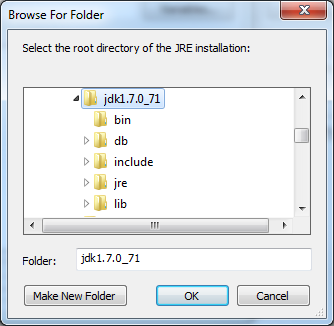 Browse For Folder
Select the root directory of the JRE installation:
jdk1.7.0_71
bin
db
include
jre
lib
Folder: jdk1.7.0_71
Make New Folder OK Cancel